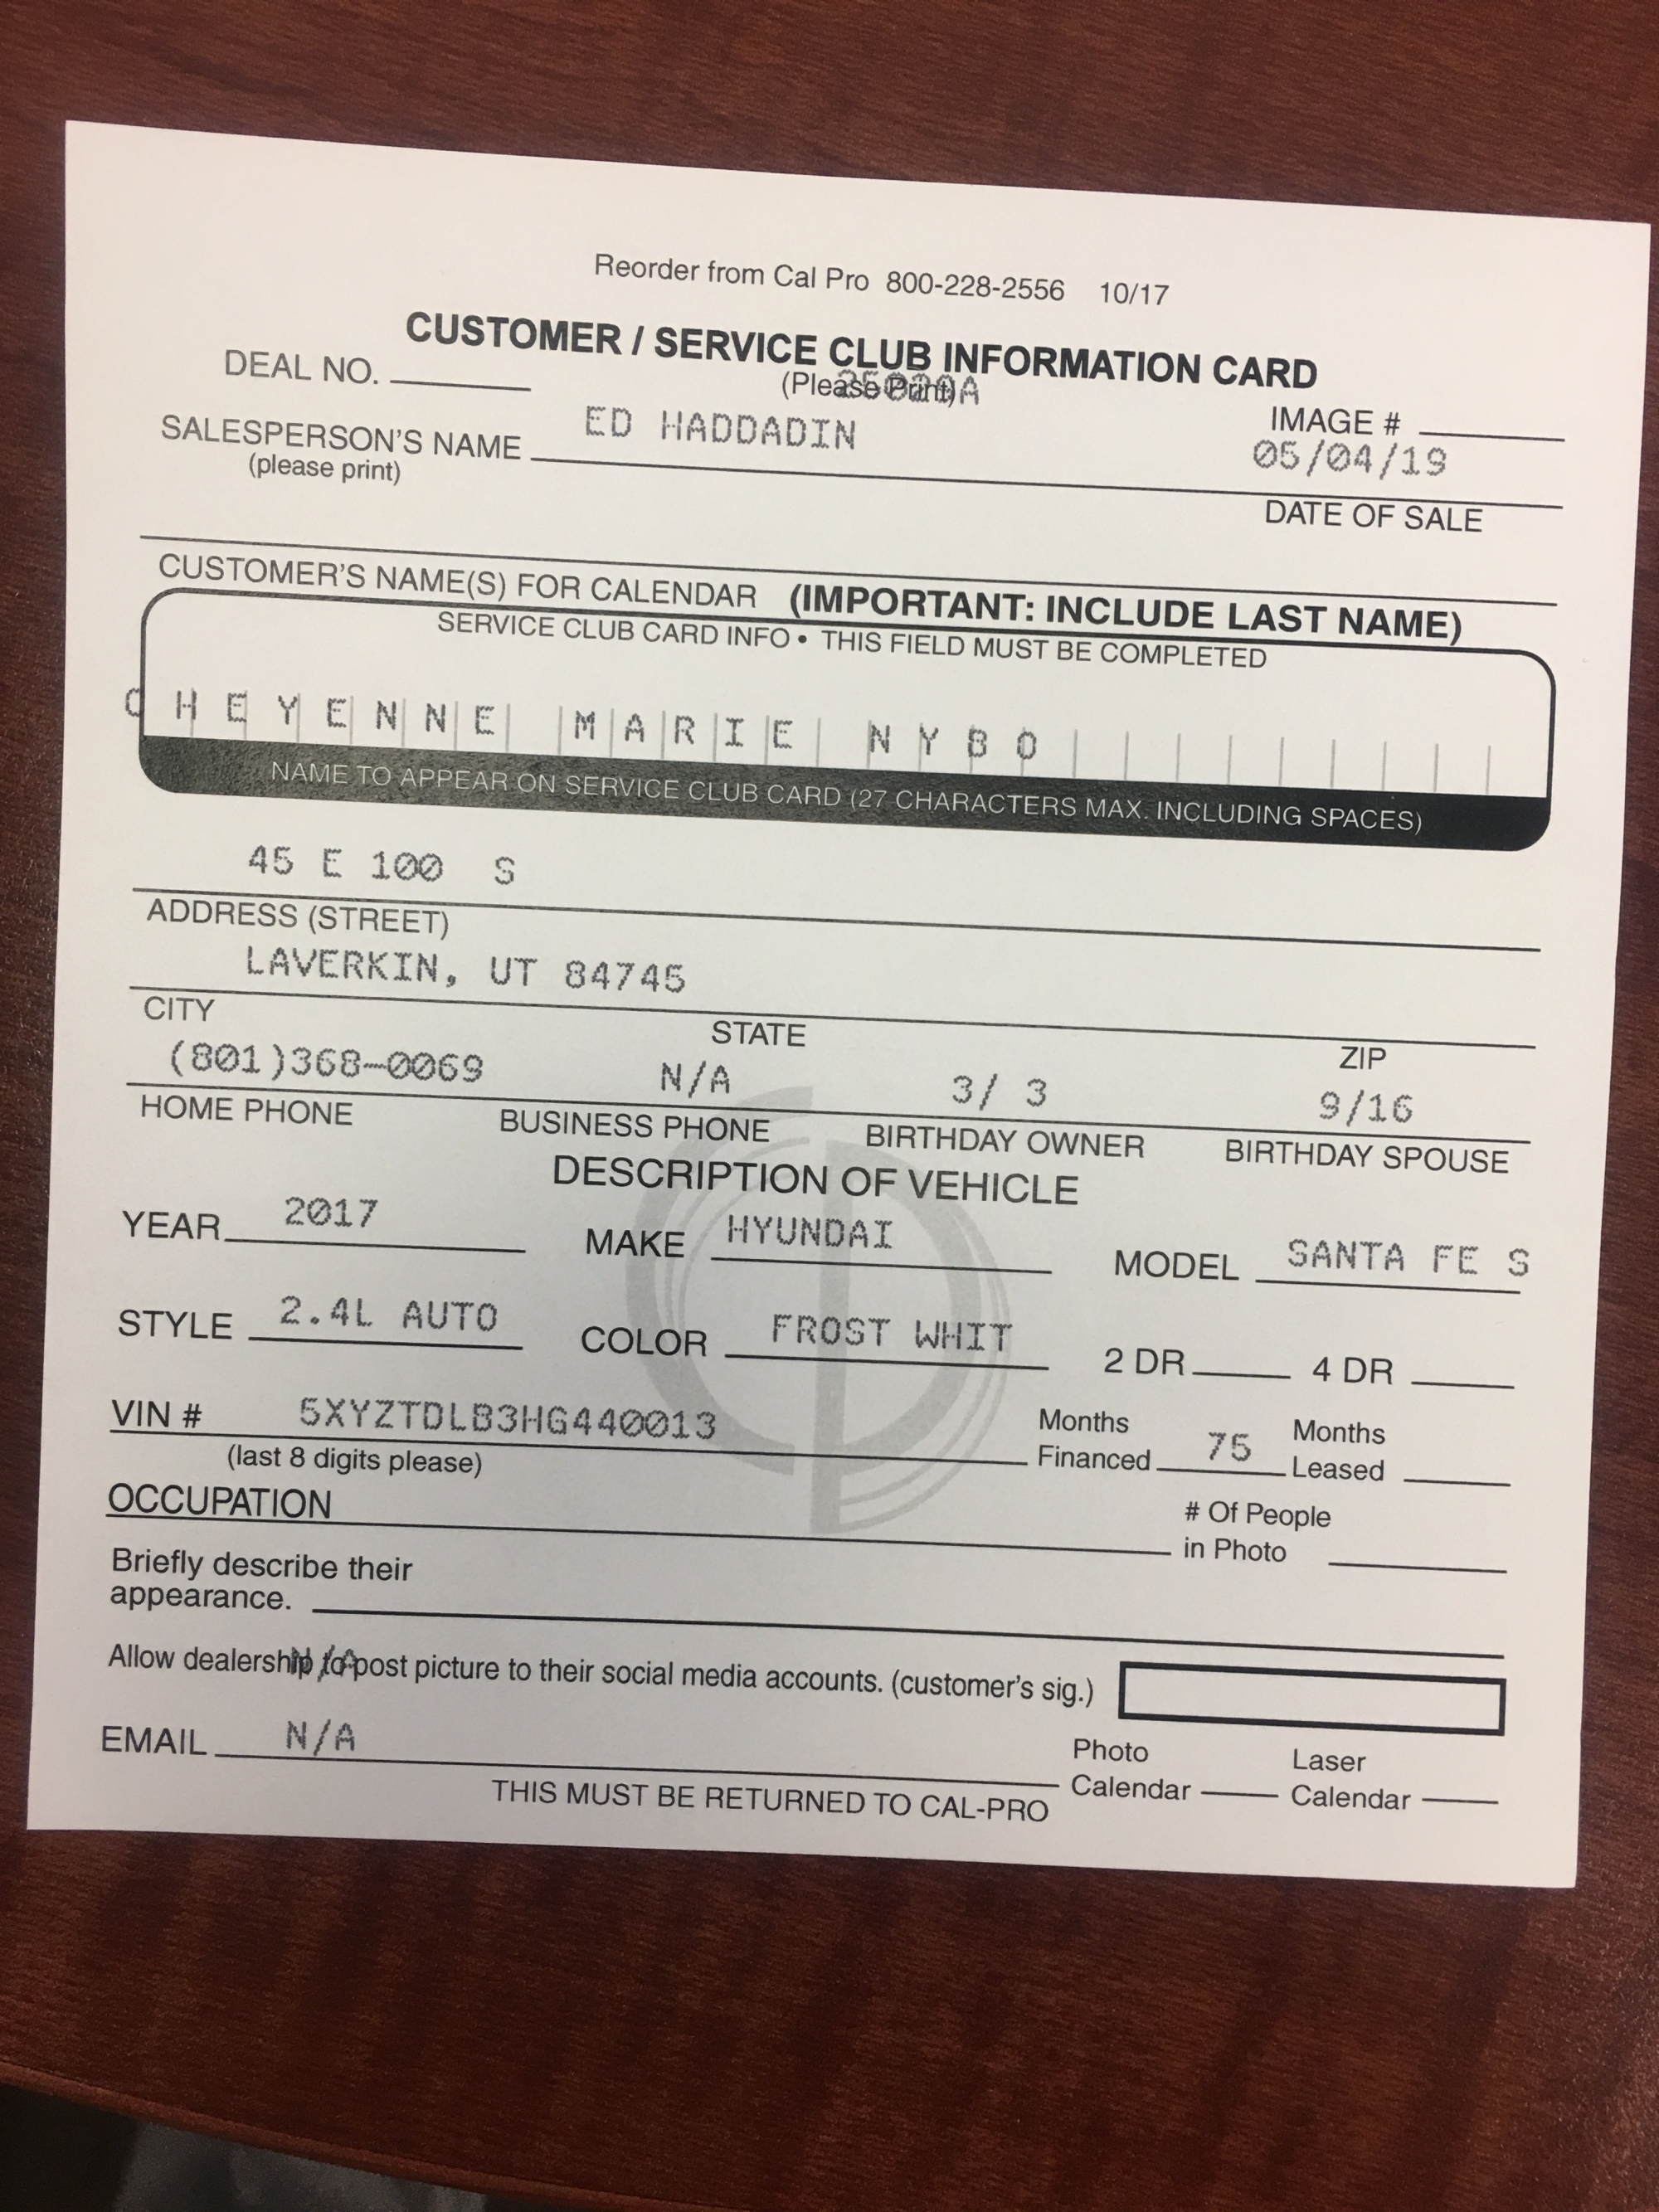 Reorder from Cal Pro 800-228-2556 10/17
CUSTOMER / SERVICE CLUB INFORMATION CARD
(Please Print)
DEAL NO.
IMAGE #
SALESPERSON'S NAME ED HADDADIN 05/04/19
(please print) DATE OF SALE
CUSTOMER'S NAME(S) FOR CALENDAR (IMPORTANT: INCLUDE LAST NAME)
SERVICE CLUB CARD INFO • THIS FIELD MUST BE COMPLETED
CHEYENNE MARIE NYBO
NAME TO APPEAR ON SERVICE CLUB CARD (27 CHARACTERS MAX. INCLUDING SPACES)
45 E 100 S
ADDRESS (STREET)
LAVERKIN, UT 84745
CITY STATE ZIP
(801)368-0069 N/A 3/ 3 9/16
HOME PHONE BUSINESS PHONE BIRTHDAY OWNER BIRTHDAY SPOUSE
DESCRIPTION OF VEHICLE
YEAR 2017 MAKE HYUNDAI MODEL SANTA FE S
STYLE 2.4L AUTO COLOR FROST WHIT 2 DR 4 DR
VIN # 5XYZTDLB3HG440013 Months Financed 75 Months Leased
(last 8 digits please)
OCCUPATION # Of People in Photo
Briefly describe their
appearance.
N/A
Allow dealership to post picture to their social media accounts. (customer's sig.)
EMAIL N/A Photo Calendar Laser Calendar
THIS MUST BE RETURNED TO CAL-PRO